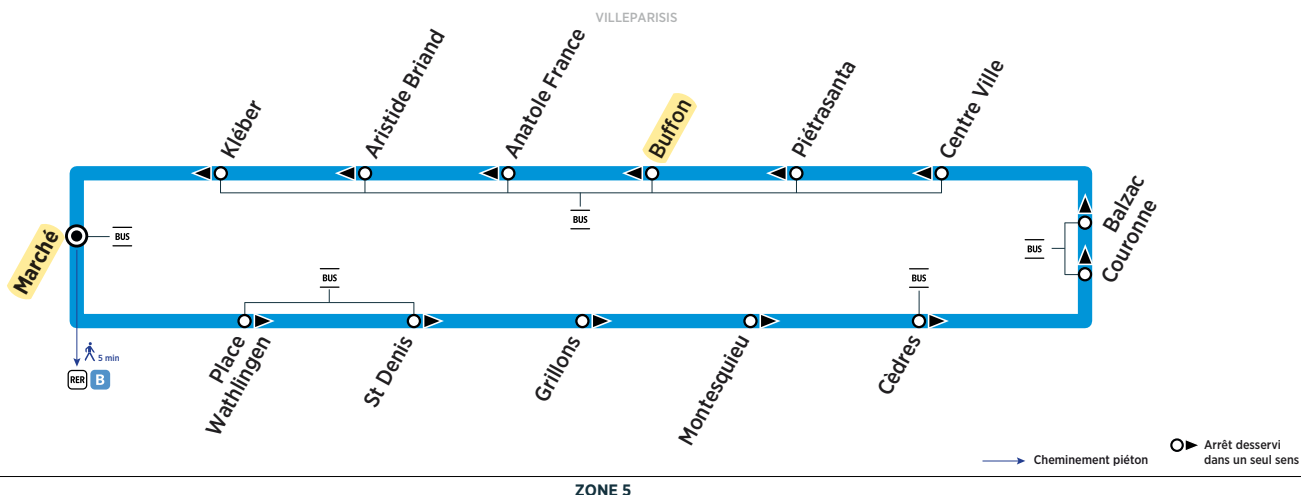 VILLEPARISIS
Kléber
Aristide Briand
Anatole France
Buffon
Piétrasanta
Centre Ville
Balzac
Couronne
BUS
BUS
BUS
Marché
BUS
BUS
5 min
RER B
Place
Wathlingen
St Denis
Grillons
Montesquieu
Cèdres
Cheminement piéton
Arrêt desservi
dans un seul sens
ZONE 5